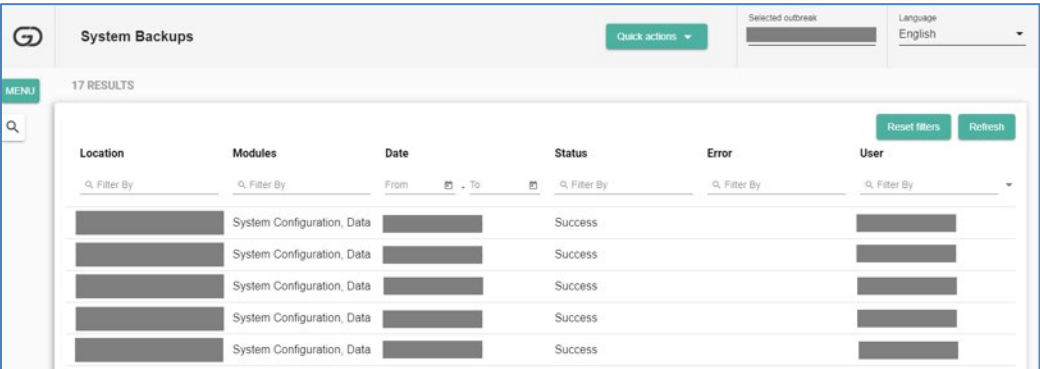 GD
System Backups
Quick actions
Selected outbreak
Language
English
MENU
17 RESULTS
Reset filters
Refresh
Location Modules Date Status Error User
Filter By Filter By From - To Filter By Filter By Filter By
System Configuration, Data Success
System Configuration, Data Success
System Configuration, Data Success
System Configuration, Data Success
System Configuration, Data Success